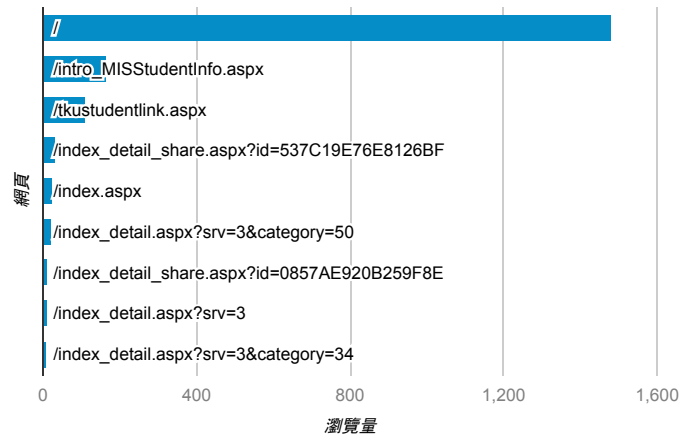 /
/intro_MISStudentInfo.aspx
/tkustudentlink.aspx
/index_detail_share.aspx?id=537C19E76E8126BF
/index.aspx
網頁
/index_detail.aspx?srv=3&category=50
/index_detail_share.aspx?id=0857AE920B259F8E
/index_detail.aspx?srv=3
/index_detail.aspx?srv=3&category=34
0 400 800 1,200 1,600
瀏覽量